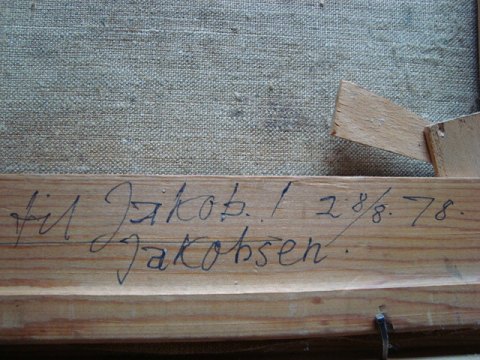 til Jakob. ! 28/8. 78.
Jakobsen.